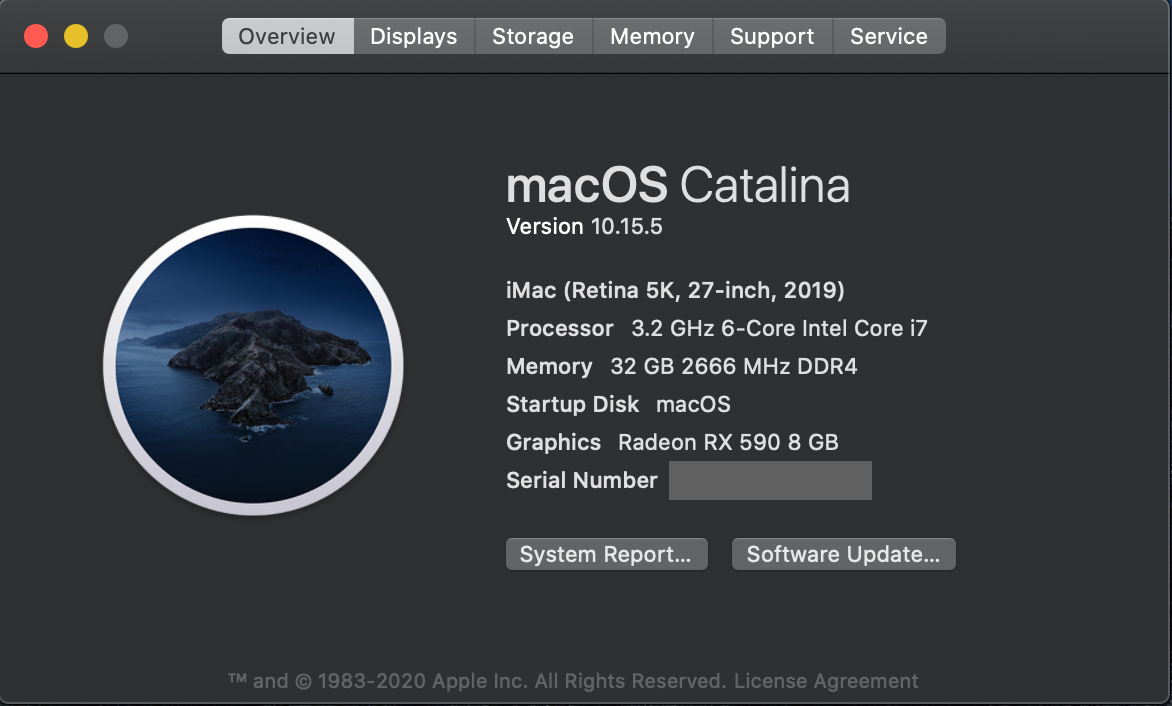 Overview Displays Storage Memory Support Service
macOS Catalina
Version 10.15.5
iMac (Retina 5K, 27-inch, 2019)
Processor 3.2 GHz 6-Core Intel Core i7
Memory 32 GB 2666 MHz DDR4
Startup Disk macOS
Graphics Radeon RX 590 8 GB
Serial Number
System Report... Software Update...
™ and © 1983-2020 Apple Inc. All Rights Reserved. License Agreement